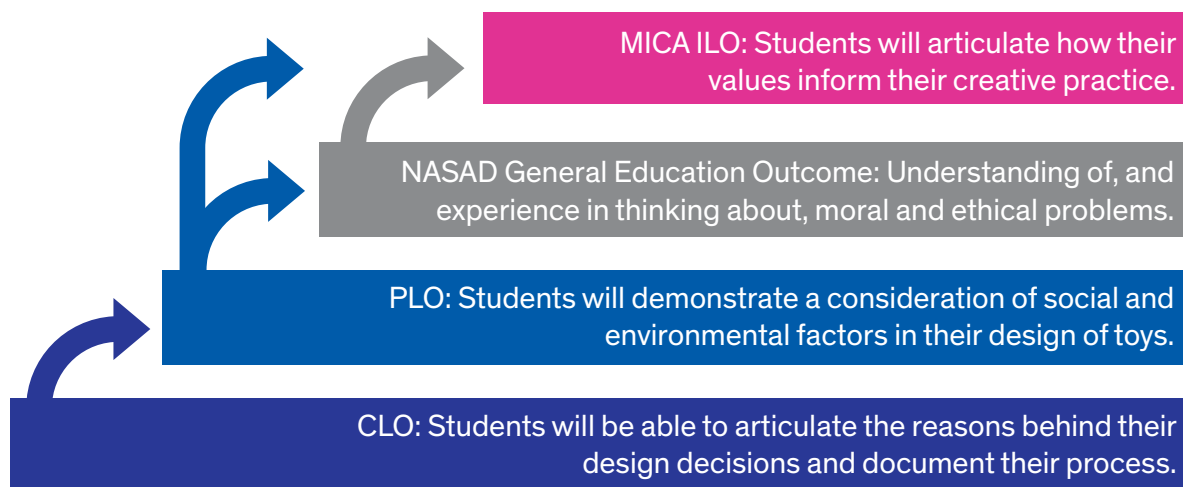 MICA ILO: Students will articulate how their
values inform their creative practice.
NASAD General Education Outcome: Understanding of, and
experience in thinking about, moral and ethical problems.
PLO: Students will demonstrate a consideration of social and
environmental factors in their design of toys.
CLO: Students will be able to articulate the reasons behind their
design decisions and document their process.